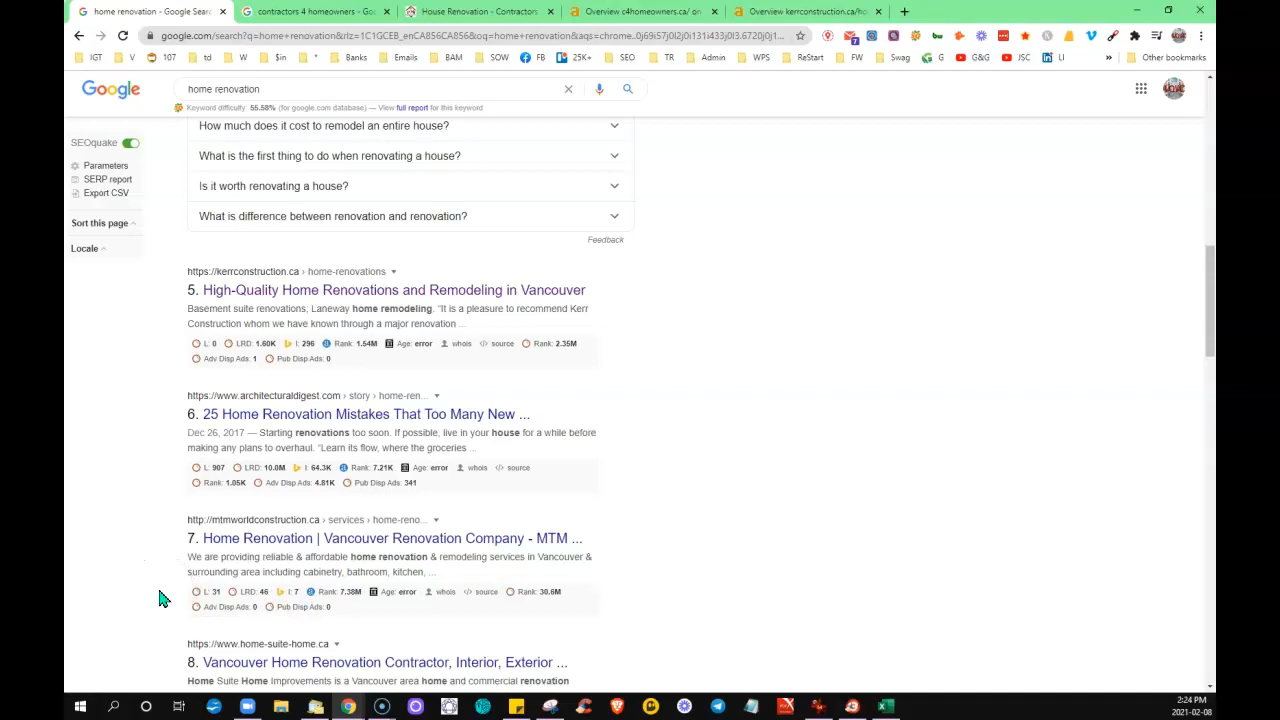 home renovation - Google Sear
contractors 4 homeowners - Goo
House Renovation - Contractors
Overview c4homeowners.ca/ on
Overview kerrconstruction.ca/ho
google.com/search?q=home+renovation&rlz=1C1GCEB_enCA856CA856&oq=home+renovation&aqs=chrome..0j69i57j0l2j0i131i433j0l3.6720j0j1...
IGT V 107 td W $in * Banks Emails BAM SOW FB 25K+ SEO TR Admin WPS ReStart FW Swag G G&G JSC LI » Other bookmarks
Google
home renovation
Keyword difficulty: 55.58% (for google.com database) — View full report for this keyword
SEOquake
Parameters
SERP report
Export CSV
Sort this page
Locale
How much does it cost to remodel an entire house?
What is the first thing to do when renovating a house?
Is it worth renovating a house?
What is difference between renovation and renovation?
Feedback
https://kerrconstruction.ca › home-renovations
5. High-Quality Home Renovations and Remodeling in Vancouver
Basement suite renovations; Laneway home remodeling. "It is a pleasure to recommend Kerr
Construction whom we have known through a major renovation ...
L: 0 LRD: 1.60K I: 296 Rank: 1.54M Age: error whois source Rank: 2.35M
Adv Disp Ads: 1 Pub Disp Ads: 0
https://www.architecturaldigest.com › story › home-ren...
6. 25 Home Renovation Mistakes That Too Many New ...
Dec 26, 2017 — Starting renovations too soon. If possible, live in your house for a while before
making any plans to overhaul. "Learn its flow, where the groceries ...
L: 907 LRD: 10.0M I: 64.3K Rank: 7.21K Age: error whois source
Rank: 1.05K Adv Disp Ads: 4.81K Pub Disp Ads: 341
http://mtmworldconstruction.ca › services › home-reno...
7. Home Renovation | Vancouver Renovation Company - MTM ...
We are providing reliable & affordable home renovation & remodeling services in Vancouver &
surrounding area including cabinetry, bathroom, kitchen, ...
L: 31 LRD: 46 I: 7 Rank: 7.38M Age: error whois source Rank: 30.6M
Adv Disp Ads: 0 Pub Disp Ads: 0
https://www.home-suite-home.ca
8. Vancouver Home Renovation Contractor, Interior, Exterior ...
Home Suite Home Improvements is a Vancouver area home and commercial renovation
2:24 PM
2021-02-08